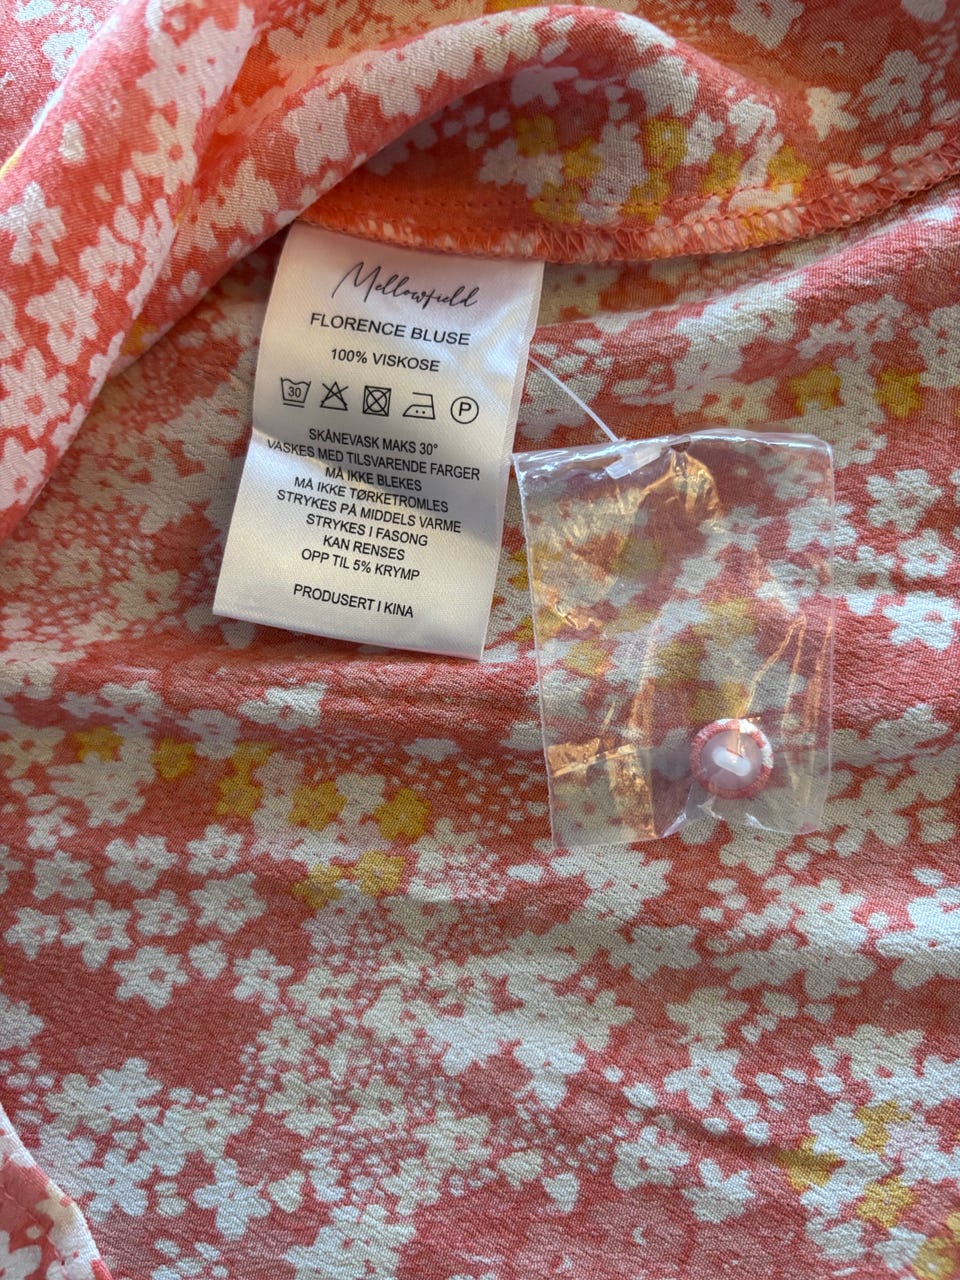 Mellowfield
FLORENCE BLUSE
100% VISKOSE
30 P
SKÅNEVASK MAKS 30°
VASKES MED TILSVARENDE FARGER
MÅ IKKE BLEKES
MÅ IKKE TØRKETROMLES
STRYKES PÅ MIDDELS VARME
STRYKES I FASONG
KAN RENSES
OPP TIL 5% KRYMP
PRODUSERT I KINA